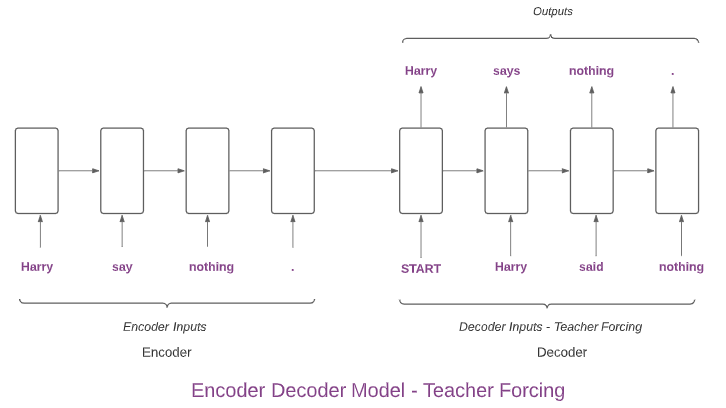 Outputs
Harry says nothing .
Harry say nothing .
START Harry said nothing
Encoder Inputs
Decoder Inputs - Teacher Forcing
Encoder
Decoder
Encoder Decoder Model - Teacher Forcing